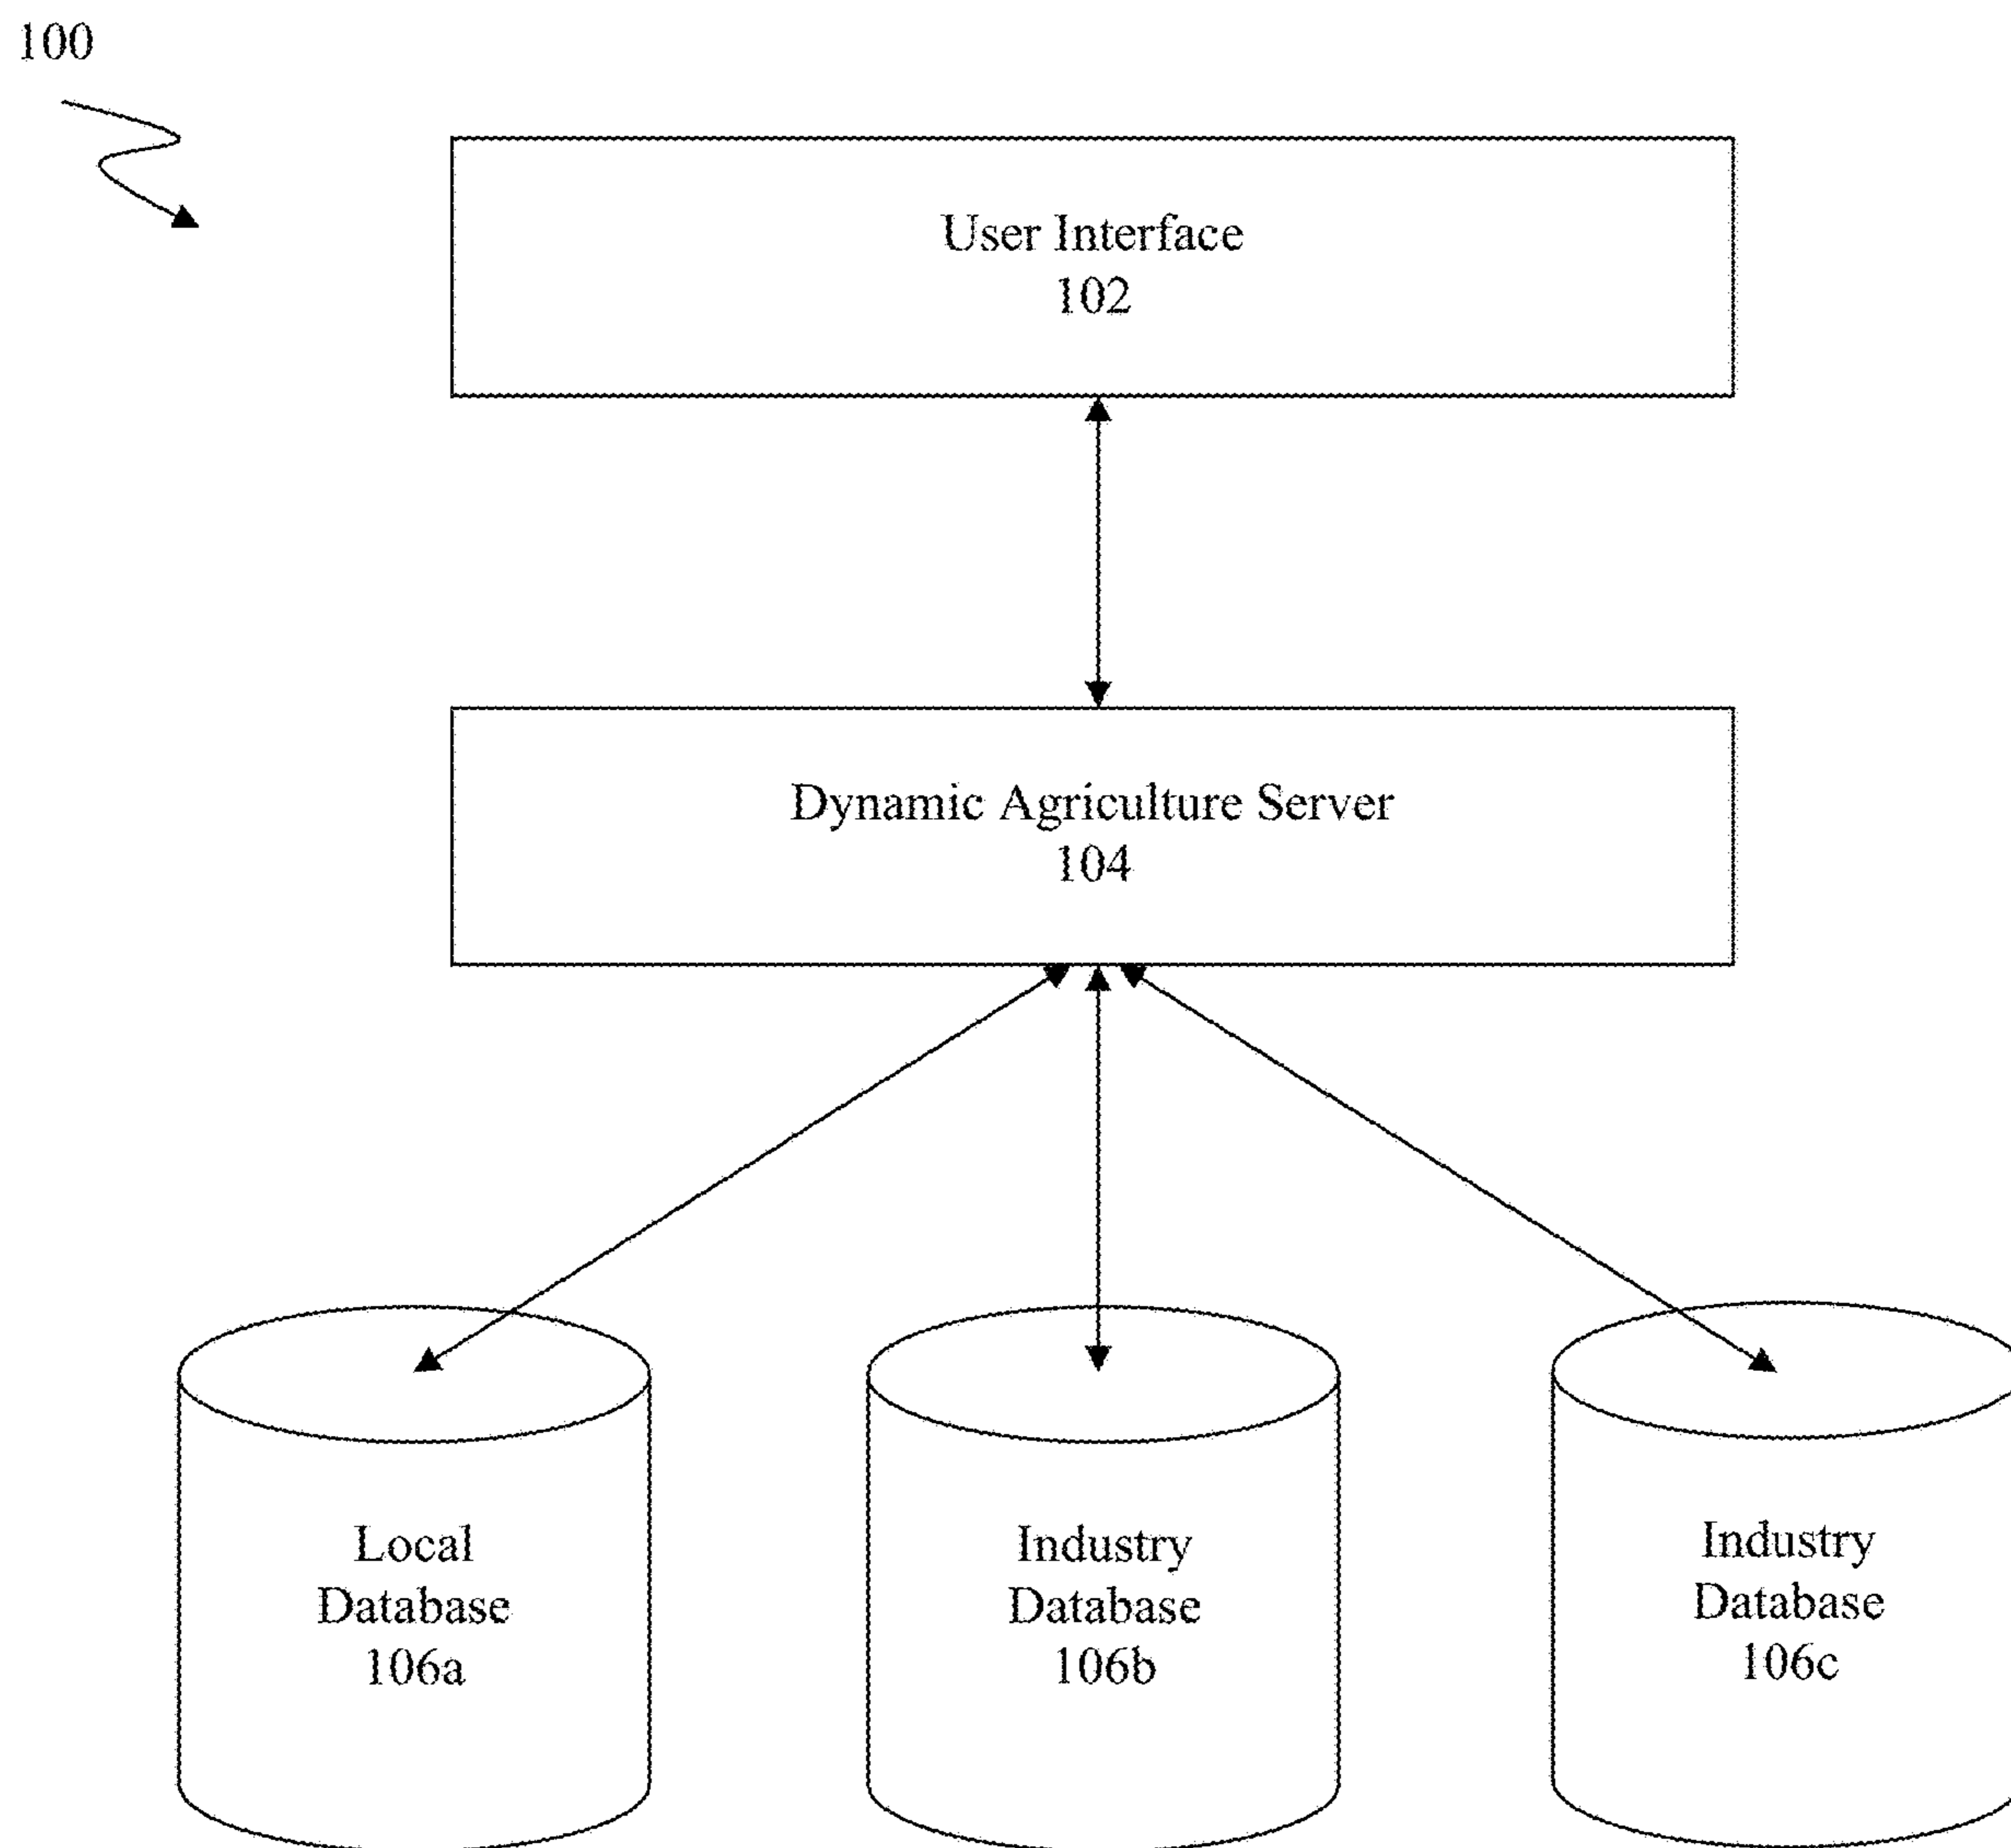 100
User Interface
102
Dynamic Agriculture Server
104
Local
Database
106a
Industry
Database
106b
Industry
Database
106c